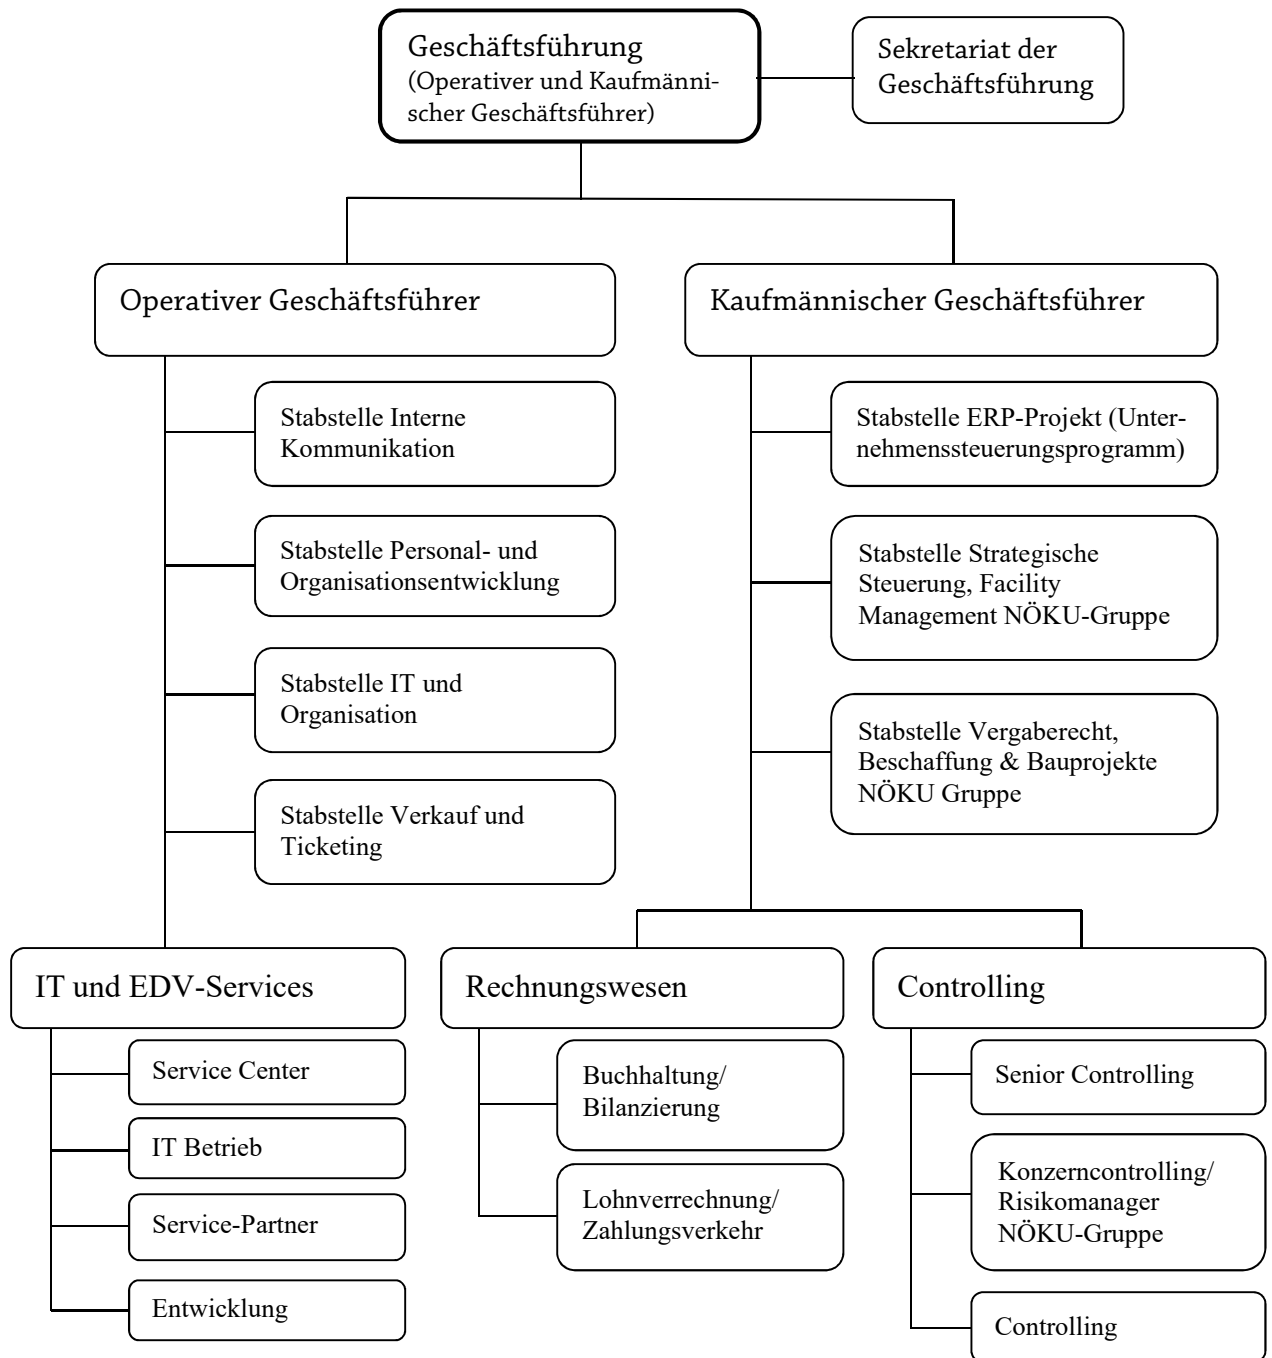 Geschäftsführung
(Operativer und Kaufmänni-
scher Geschäftsführer)
Sekretariat der
Geschäftsführung
Operativer Geschäftsführer
Kaufmännischer Geschäftsführer
Stabstelle Interne
Kommunikation
Stabstelle Personal- und
Organisationsentwicklung
Stabstelle IT und
Organisation
Stabstelle Verkauf und
Ticketing
Stabstelle ERP-Projekt (Unter-
nehmenssteuerungsprogramm)
Stabstelle Strategische
Steuerung, Facility
Management NÖKU-Gruppe
Stabstelle Vergaberecht,
Beschaffung & Bauprojekte
NÖKU Gruppe
IT und EDV-Services
Service Center
IT Betrieb
Service-Partner
Entwicklung
Rechnungswesen
Buchhaltung/
Bilanzierung
Lohnverrechnung/
Zahlungsverkehr
Controlling
Senior Controlling
Konzerncontrolling/
Risikomanager
NÖKU-Gruppe
Controlling